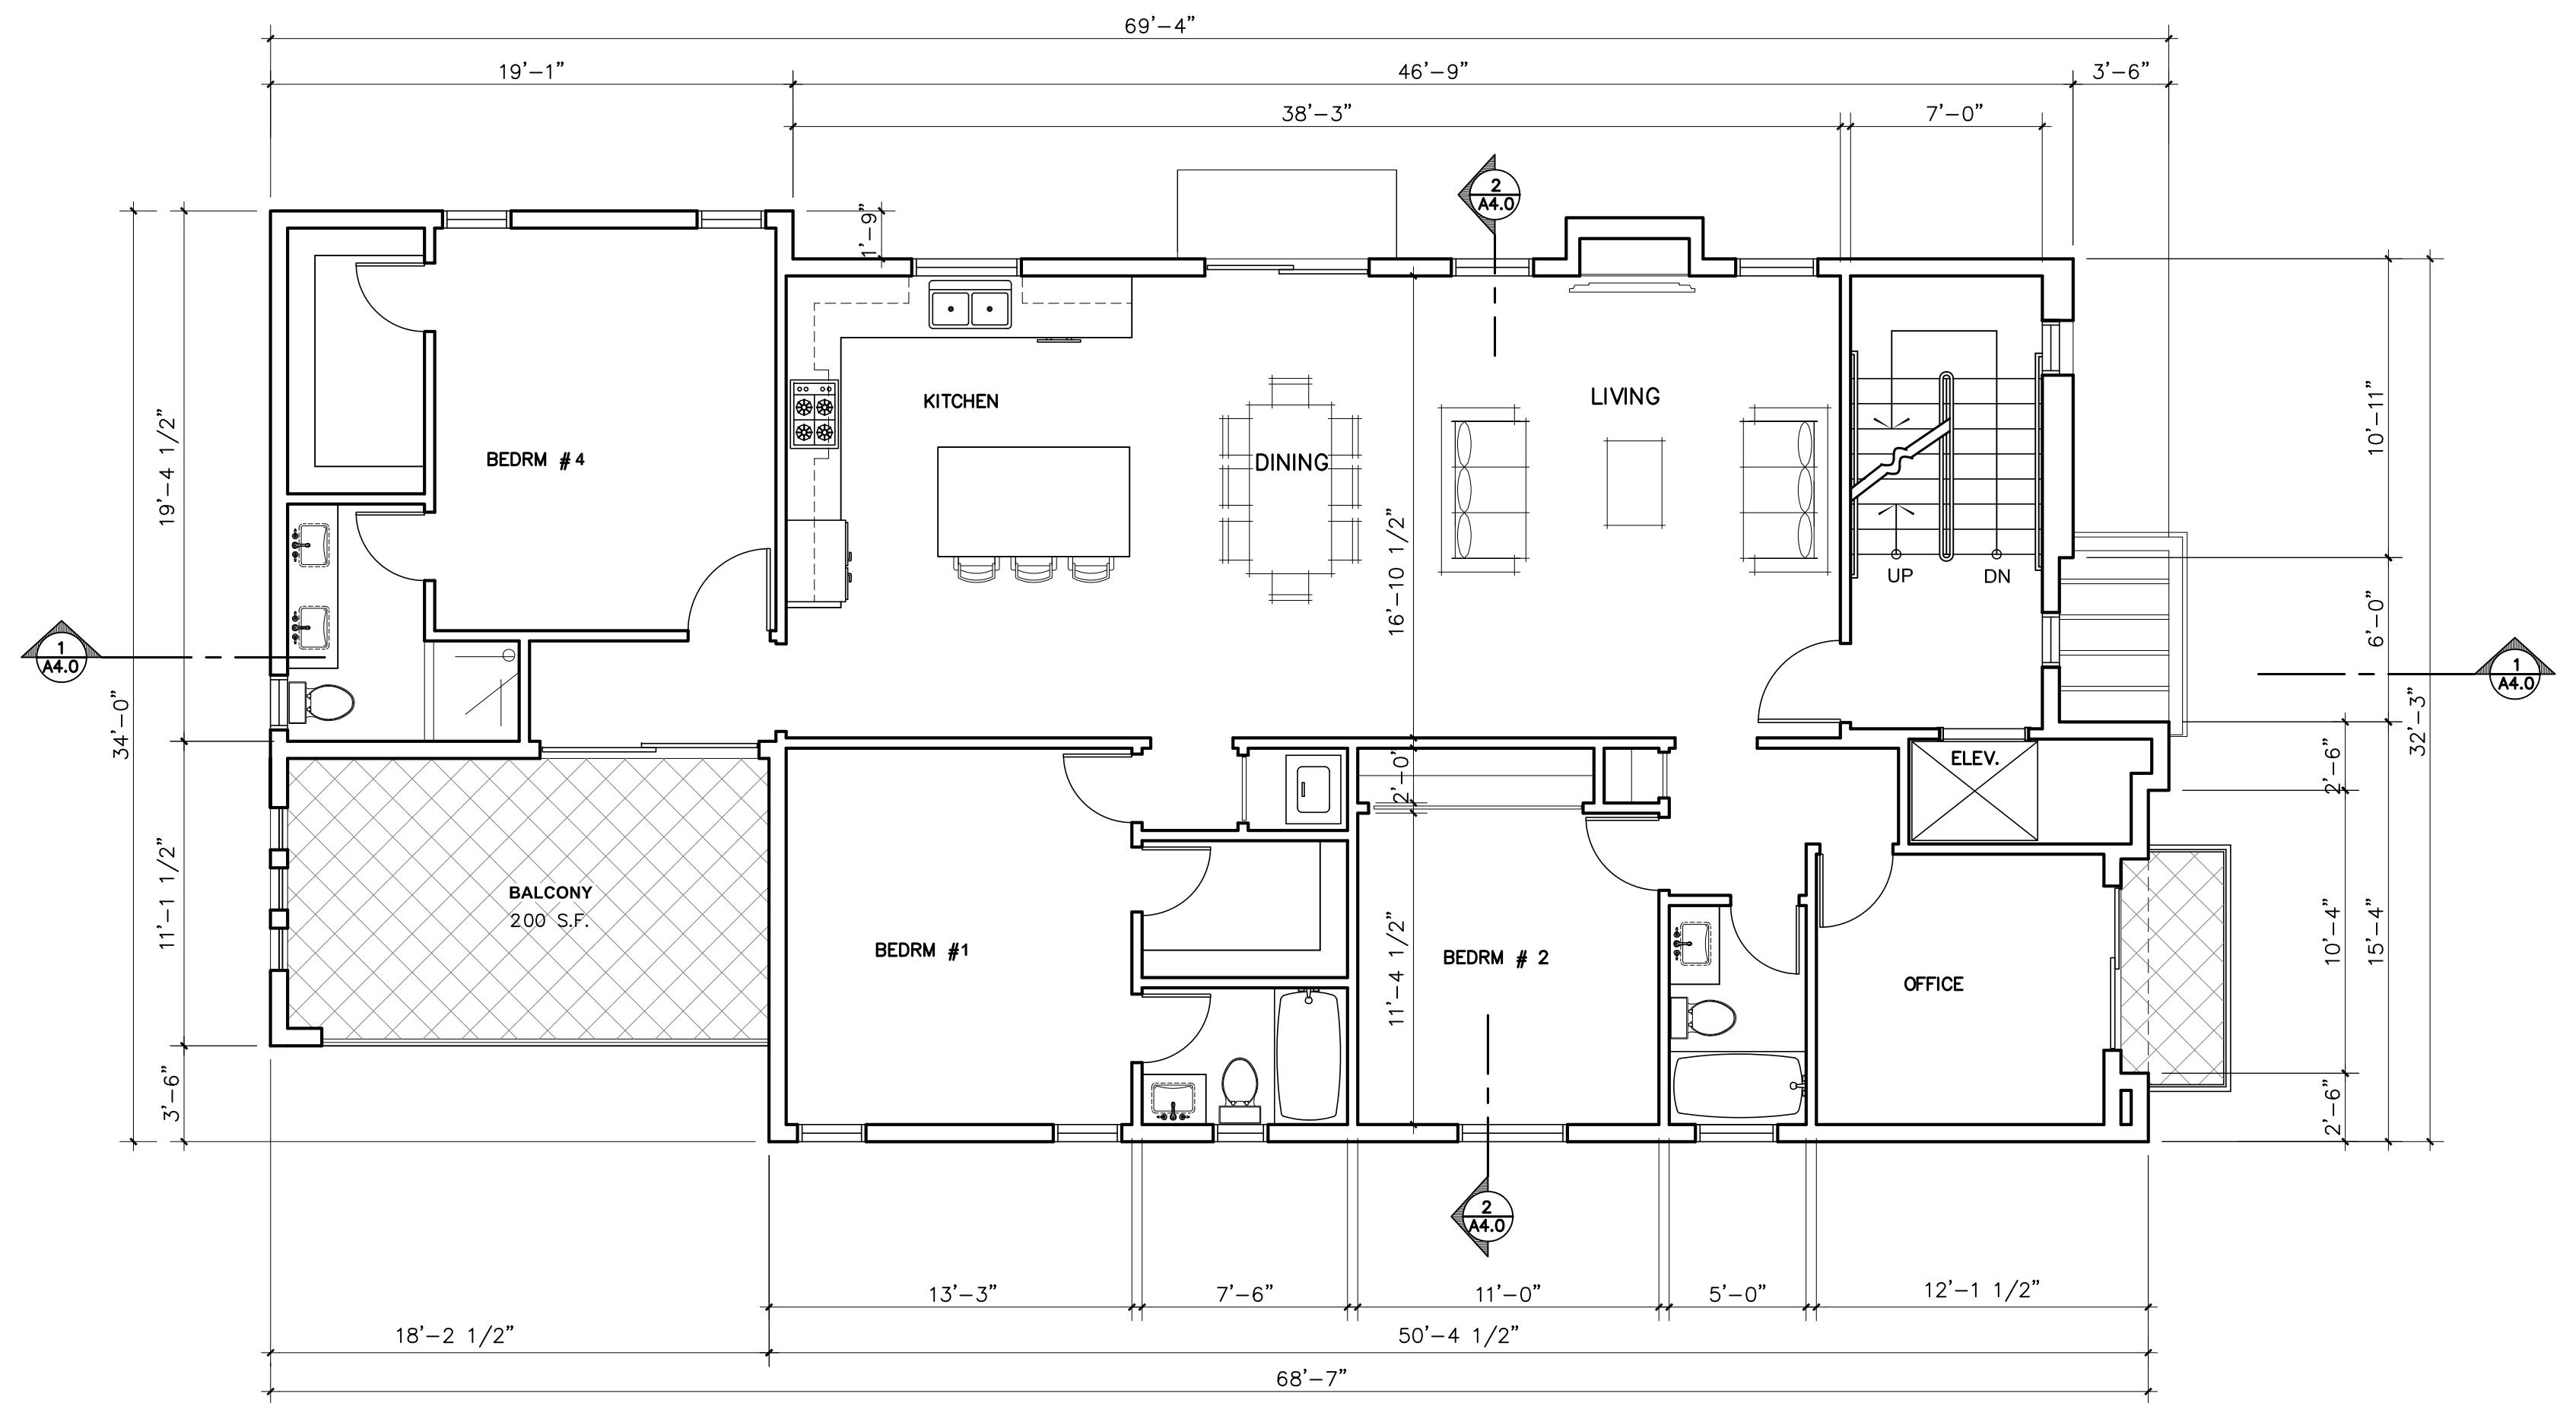 69'-4"
19'-1"
46'-9"
3'-6"
38'-3"
7'-0"
2
A4.0
1'-9"
KITCHEN
LIVING
BEDRM #4
DINING
19'-4 1/2"
10'-11"
16'-10 1/2"
UP
DN
6'-0"
1
A4.0
1
A4.0
34'-0"
32'-3"
ELEV.
2'-0"
2'-6"
BALCONY
200 S.F.
11'-1 1/2"
BEDRM #1
BEDRM # 2
11'-4 1/2"
OFFICE
10'-4"
15'-4"
3'-6"
2'-6"
2
A4.0
13'-3"
7'-6"
11'-0"
5'-0"
12'-1 1/2"
18'-2 1/2"
50'-4 1/2"
68'-7"